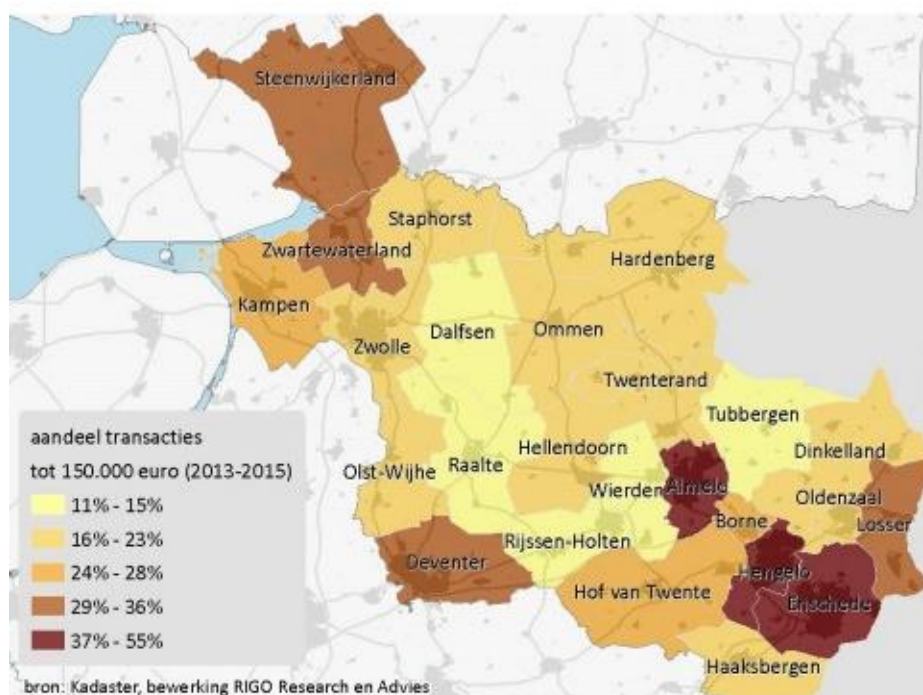 Steenwijkerland
Staphorst
Zwartewaterland
Hardenberg
Kampen
Dalfsen
Ommen
Zwolle
Twenterand
Tubbergen
Hellendoorn
Dinkelland
Olst-Wijhe
Raalte
Wierden
Almelo
Oldenzaal
Borne
Losser
Rijssen-Holten
Deventer
Hengelo
Hof van Twente
Enschede
Haaksbergen
aandeel transacties
tot 150.000 euro (2013-2015)
11% - 15%
16% - 23%
24% - 28%
29% - 36%
37% - 55%
bron: Kadaster, bewerking RIGO Research en Advies